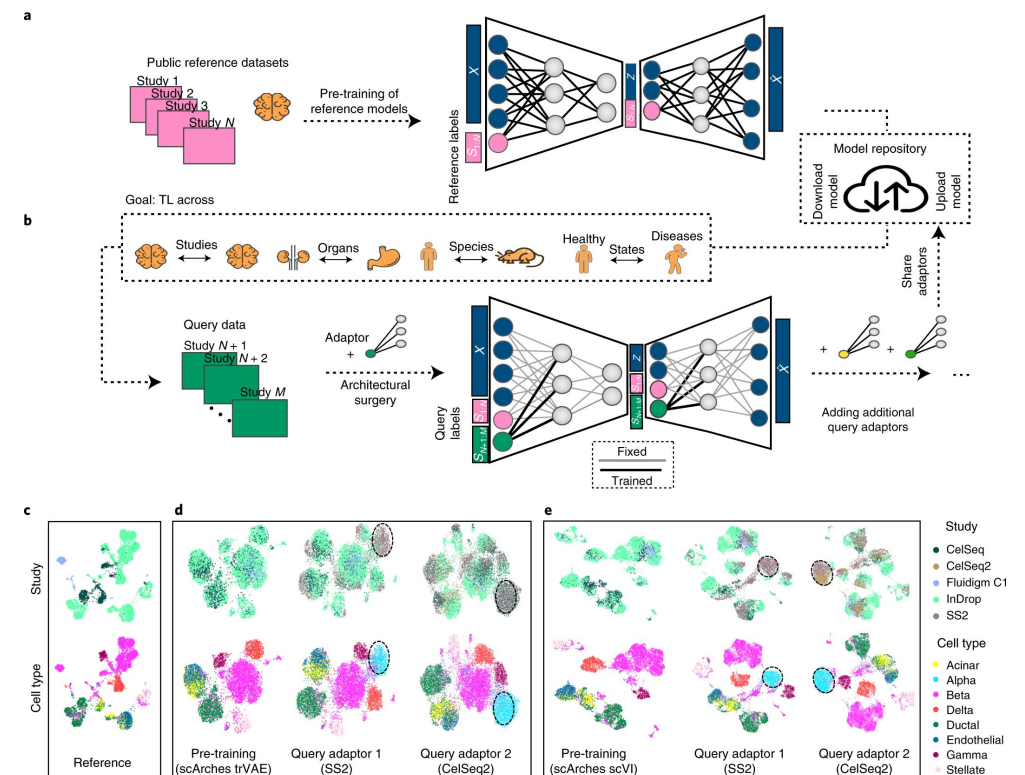 a
Public reference datasets
Study 1
Study 2
Study 3
Study N
Pre-training of
reference models
Reference labels
X
S1:N
Z
S1:N
X̂
Model repository
Download
model
Upload
model
Goal: TL across
b
Studies
Organs
Species
Healthy
States
Diseases
Share
adaptors
Query data
Study N + 1
Study N + 2
Study M
Adaptor
+
Architectural
surgery
Query
labels
X
S1:N
SN+1:M
Z
S1:N
SN+1:M
X̂
Fixed
Trained
+
+
Adding additional
query adaptors
c
d
e
Study
Cell type
Reference
Pre-training
(scArches trVAE)
Query adaptor 1
(SS2)
Query adaptor 2
(CelSeq2)
Pre-training
(scArches scVI)
Query adaptor 1
(SS2)
Query adaptor 2
(CelSeq2)
Study
CelSeq
CelSeq2
Fluidigm C1
InDrop
SS2
Cell type
Acinar
Alpha
Beta
Delta
Ductal
Endothelial
Gamma
Stellate